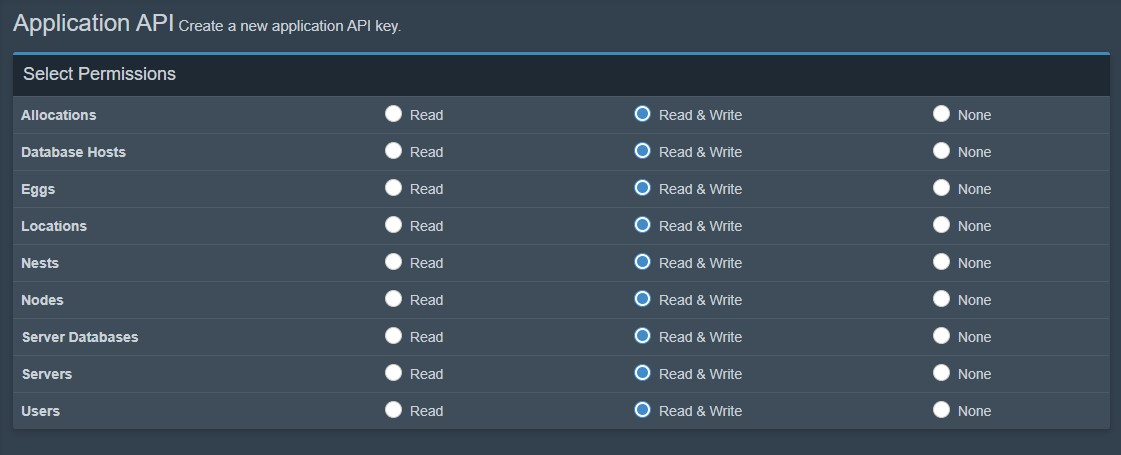 Application API Create a new application API key.
Select Permissions
Allocations Read Read & Write None
Database Hosts Read Read & Write None
Eggs Read Read & Write None
Locations Read Read & Write None
Nests Read Read & Write None
Nodes Read Read & Write None
Server Databases Read Read & Write None
Servers Read Read & Write None
Users Read Read & Write None